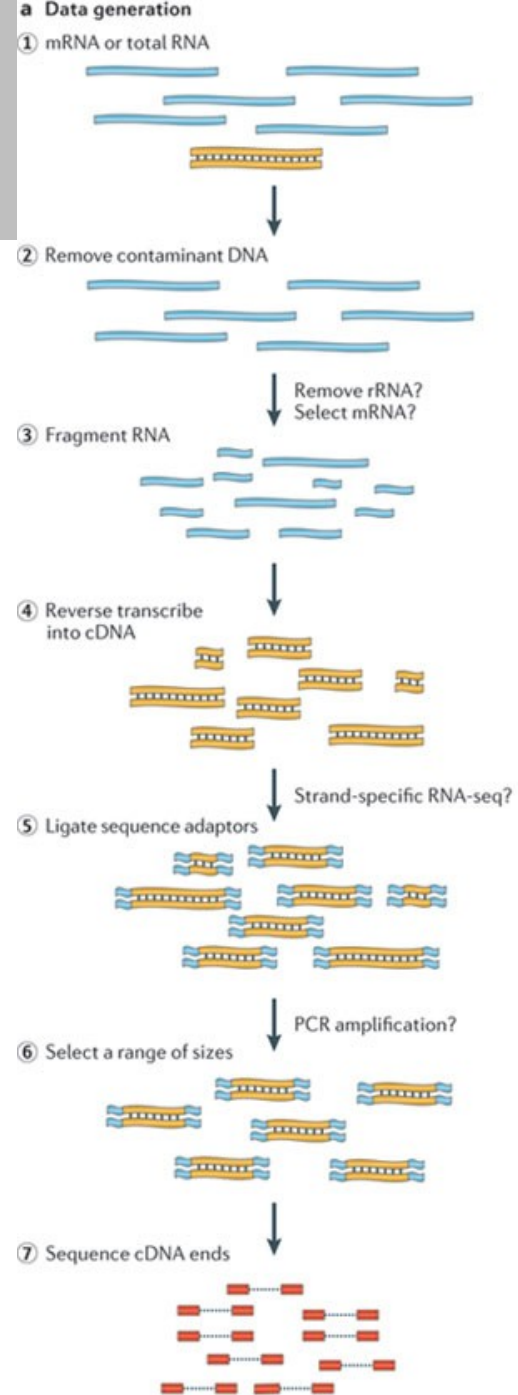 a Data generation
① mRNA or total RNA
② Remove contaminant DNA
Remove rRNA?
Select mRNA?
③ Fragment RNA
④ Reverse transcribe
into cDNA
Strand-specific RNA-seq?
⑤ Ligate sequence adaptors
PCR amplification?
⑥ Select a range of sizes
⑦ Sequence cDNA ends